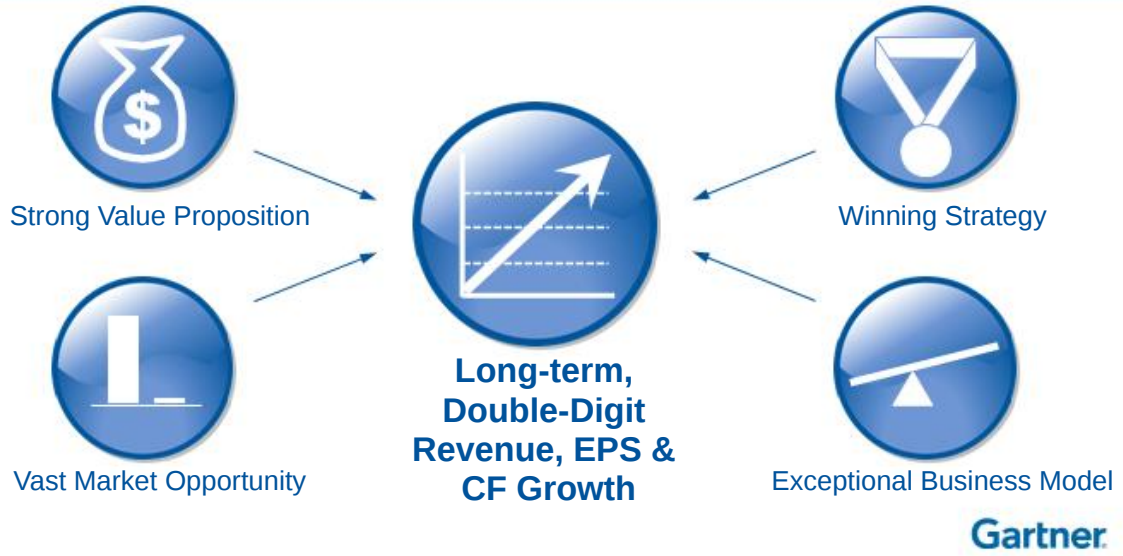 $
Strong Value Proposition
Winning Strategy
Vast Market Opportunity
Long-term,
Double-Digit
Revenue, EPS &
CF Growth
Exceptional Business Model
Gartner